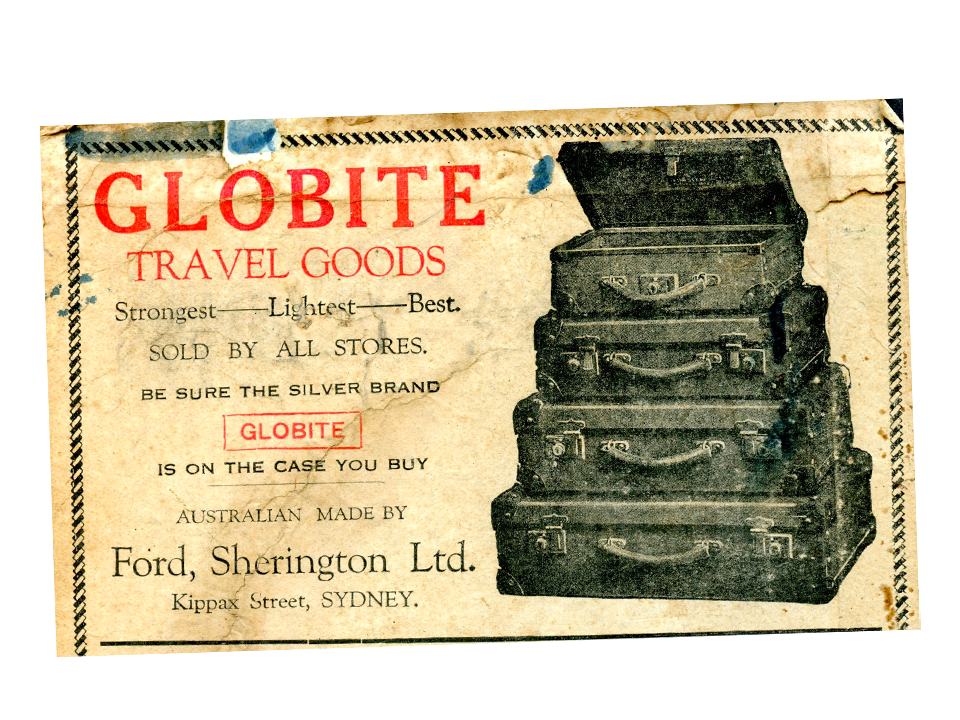 GLOBITE
TRAVEL GOODS
Strongest——Lightest——Best.
SOLD BY ALL STORES.
BE SURE THE SILVER BRAND
GLOBITE
IS ON THE CASE YOU BUY
AUSTRALIAN MADE BY
Ford, Sherington Ltd.
Kippax Street, SYDNEY.